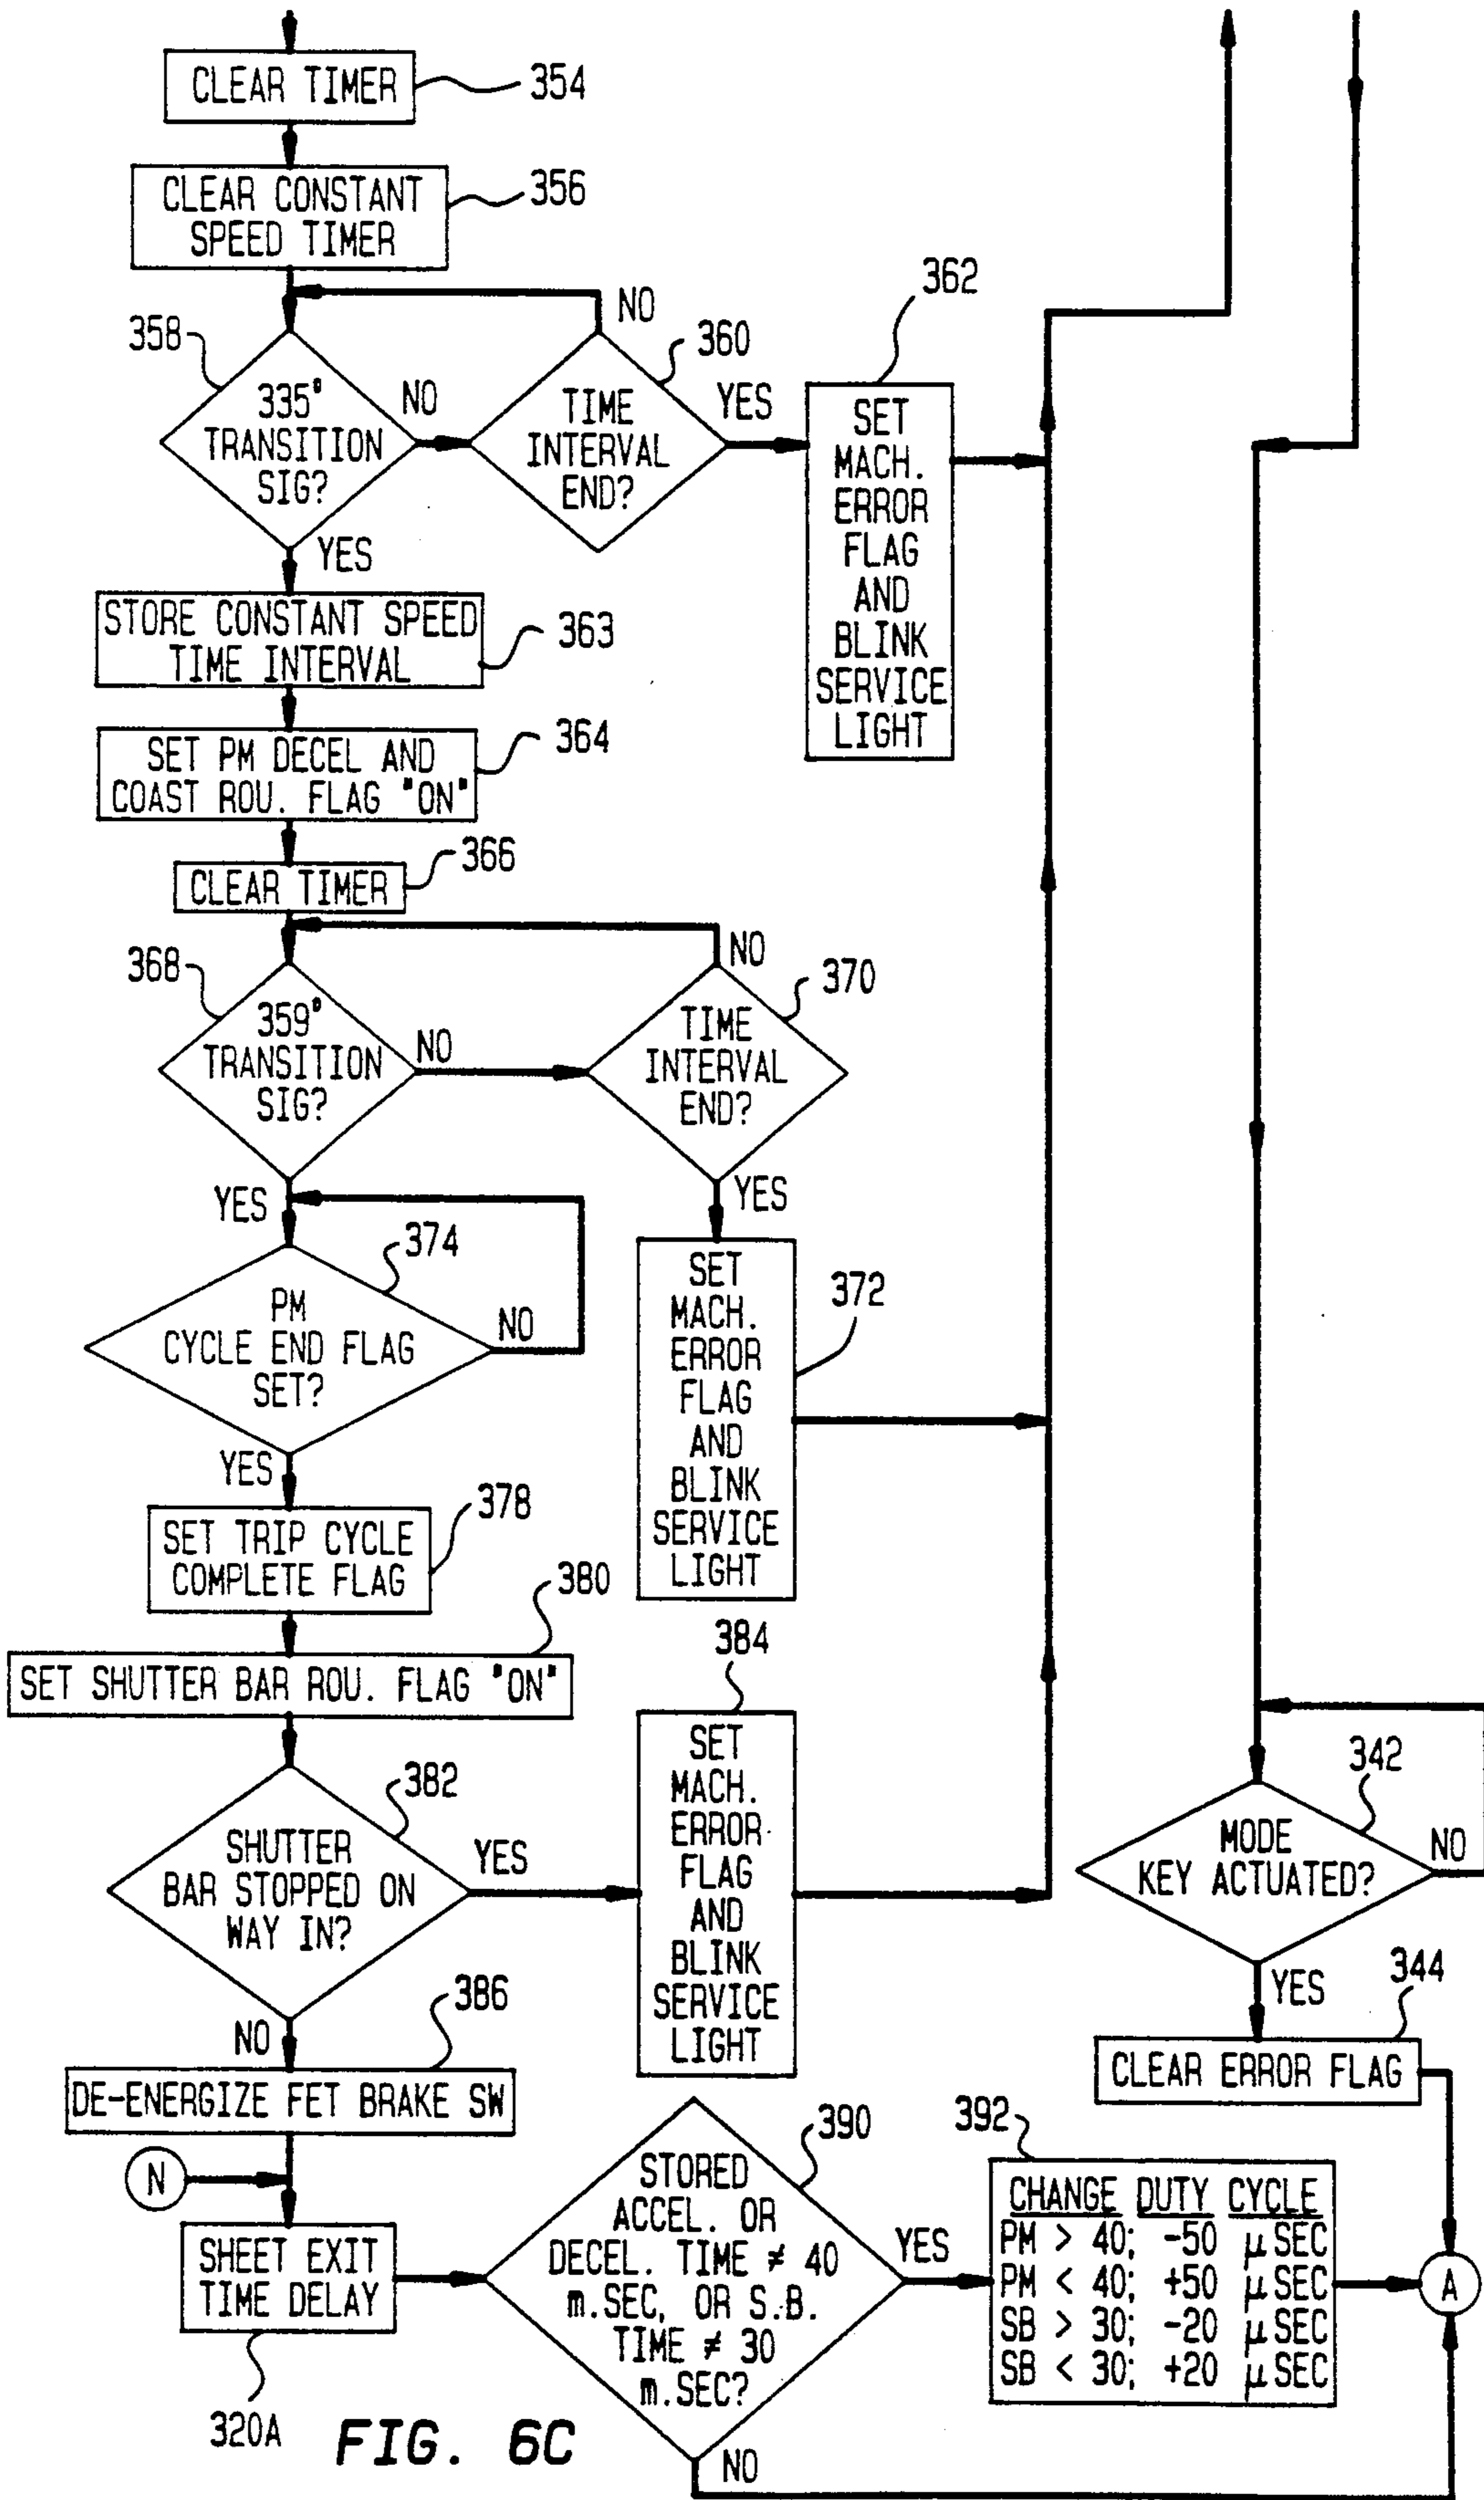 CLEAR TIMER
354
CLEAR CONSTANT
SPEED TIMER
356
358
335°
TRANSITION
SIG?
NO
YES
NO
360
TIME
INTERVAL
END?
YES
362
SET
MACH.
ERROR
FLAG
AND
BLINK
SERVICE
LIGHT
STORE CONSTANT SPEED
TIME INTERVAL
363
SET PM DECEL AND
COAST ROU. FLAG "ON"
364
CLEAR TIMER
366
368
359°
TRANSITION
SIG?
NO
YES
NO
370
TIME
INTERVAL
END?
YES
372
SET
MACH.
ERROR
FLAG
AND
BLINK
SERVICE
LIGHT
374
PM
CYCLE END FLAG
SET?
NO
YES
SET TRIP CYCLE
COMPLETE FLAG
378
380
SET SHUTTER BAR ROU. FLAG "ON"
382
SHUTTER
BAR STOPPED ON
WAY IN?
YES
NO
384
SET
MACH.
ERROR
FLAG
AND
BLINK
SERVICE
LIGHT
342
MODE
KEY ACTUATED?
NO
YES
344
CLEAR ERROR FLAG
386
DE-ENERGIZE FET BRAKE SW
N
SHEET EXIT
TIME DELAY
320A
390
STORED
ACCEL. OR
DECEL. TIME ≠ 40
m.SEC, OR S.B.
TIME ≠ 30
m.SEC?
YES
NO
392
CHANGE DUTY CYCLE
PM > 40; -50 μSEC
PM < 40; +50 μSEC
SB > 30; -20 μSEC
SB < 30; +20 μSEC
A
FIG. 6C